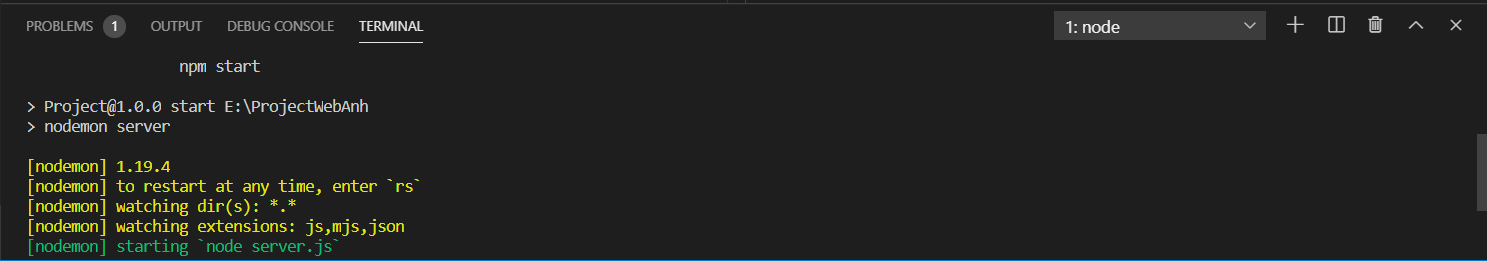 PROBLEMS 1 OUTPUT DEBUG CONSOLE TERMINAL 1: node
npm start
> Project@1.0.0 start E:\ProjectWebAnh
> nodemon server
[nodemon] 1.19.4
[nodemon] to restart at any time, enter `rs`
[nodemon] watching dir(s): *.*
[nodemon] watching extensions: js,mjs,json
[nodemon] starting `node server.js`